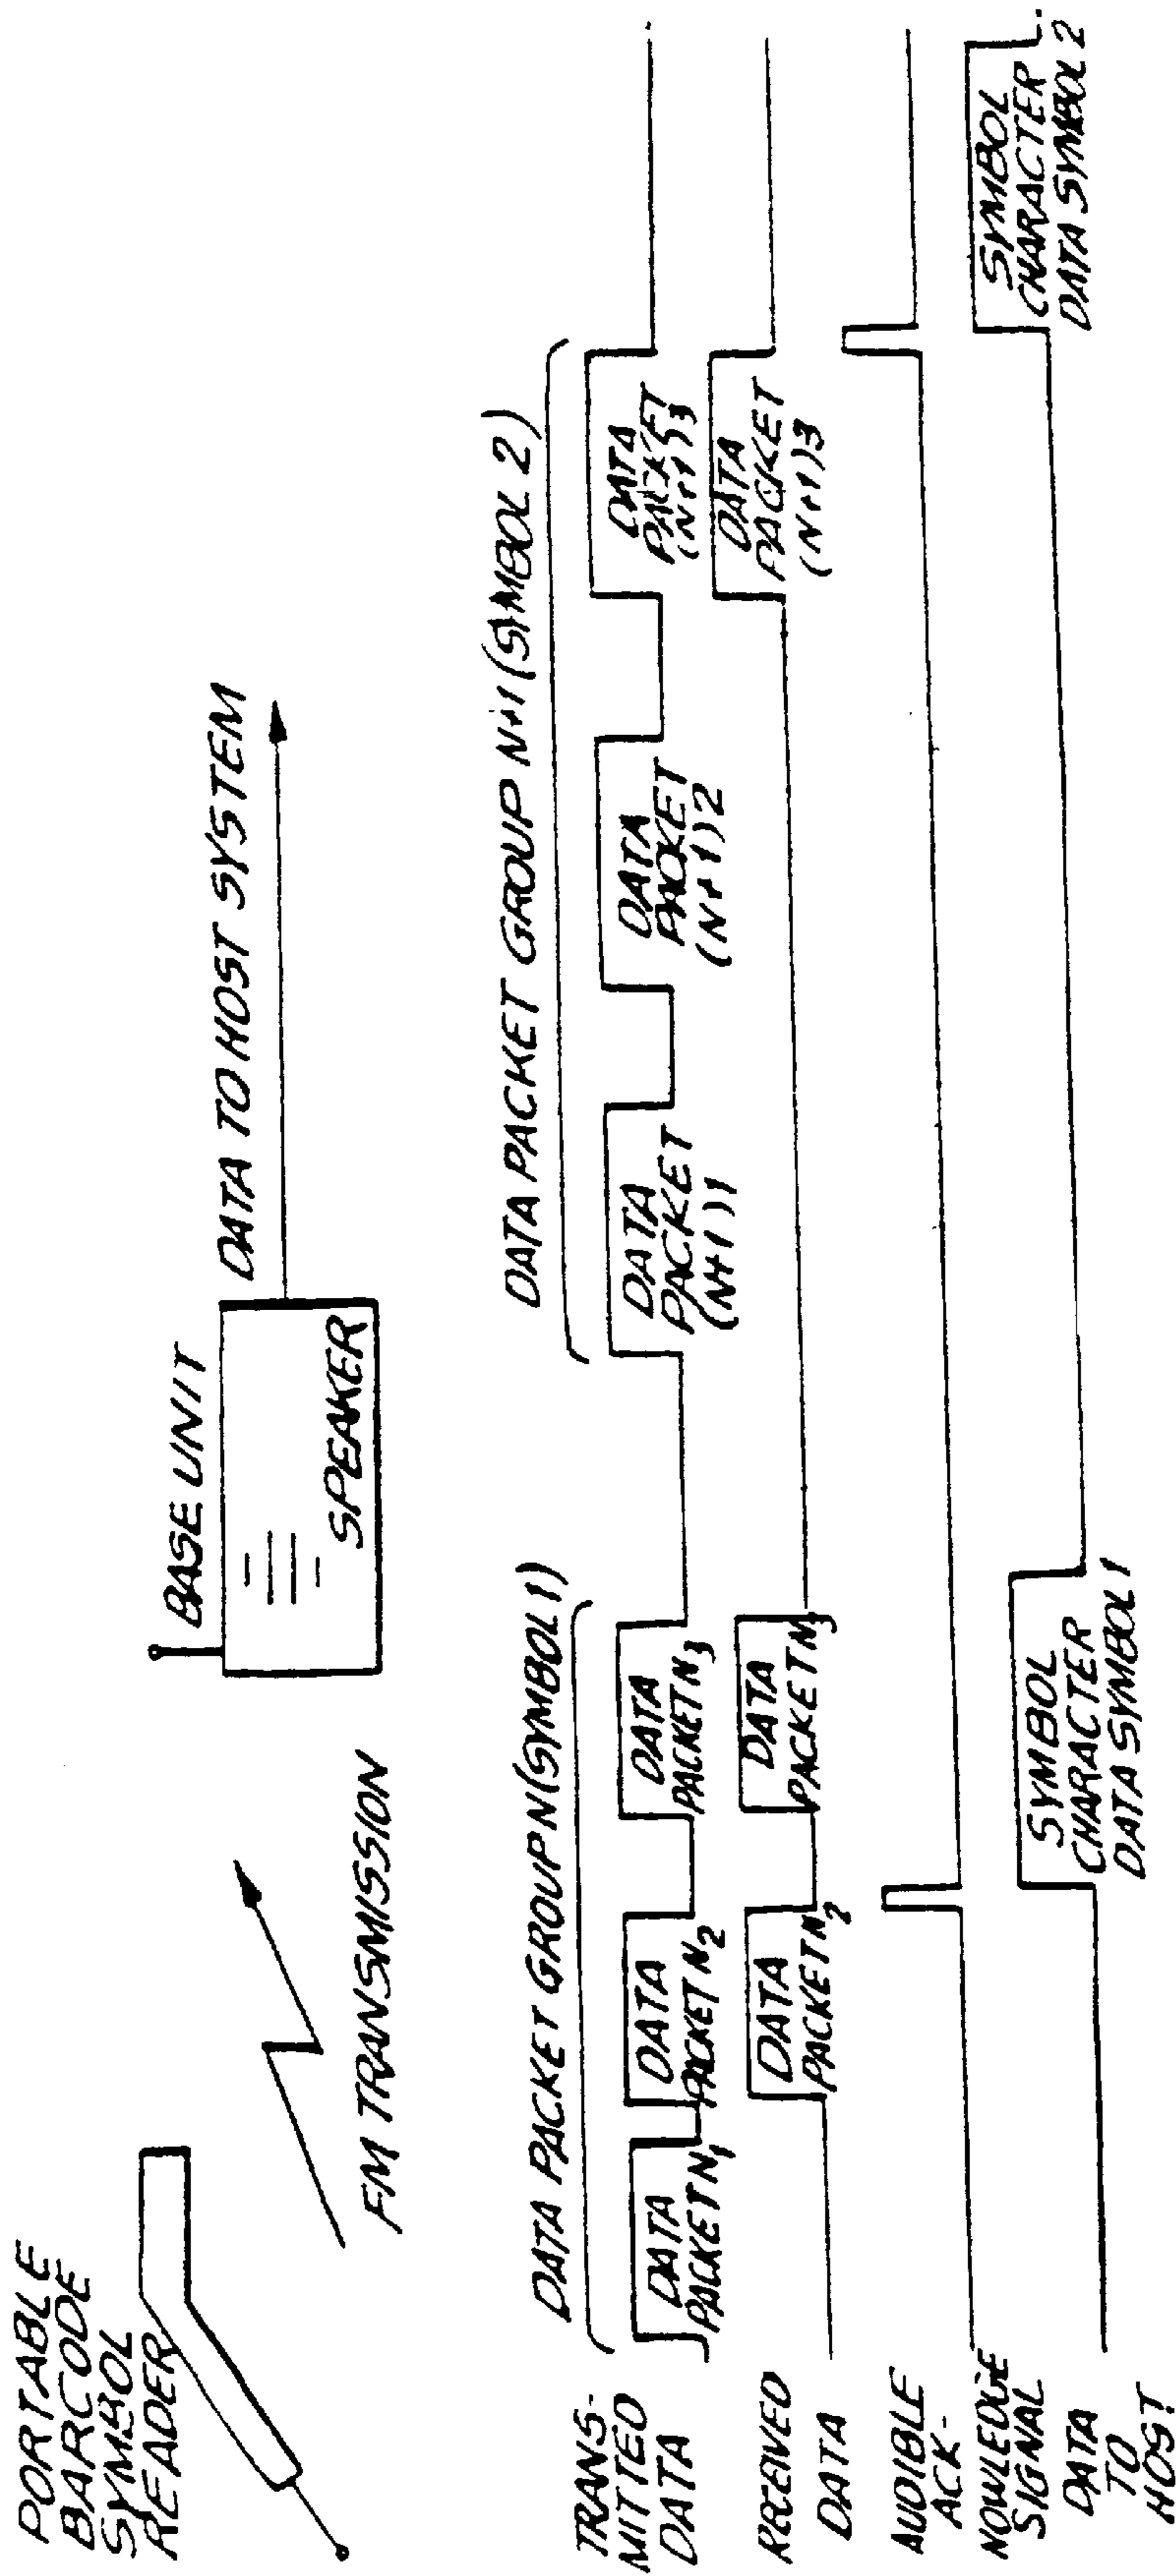 PORTABLE
BARCODE
SYMBOL
READER
FM TRANSMISSION
BASE UNIT
SPEAKER
DATA TO HOST SYSTEM
DATA PACKET GROUP N (SYMBOL 1)
DATA PACKET GROUP N+1 (SYMBOL 2)
TRANS-
MITTED
DATA
DATA
PACKET N1
DATA
PACKET N2
DATA
PACKET N3
DATA
PACKET
(N+1)1
DATA
PACKET
(N+1)2
DATA
PACKET
(N+1)3
RECEIVED
DATA
DATA
PACKET N2
DATA
PACKET N3
DATA
PACKET
(N+1)3
AUDIBLE
ACK-
NOWLEDGE
SIGNAL
DATA
TO
HOST
SYMBOL
CHARACTER
DATA SYMBOL 1
SYMBOL
CHARACTER
DATA SYMBOL 2